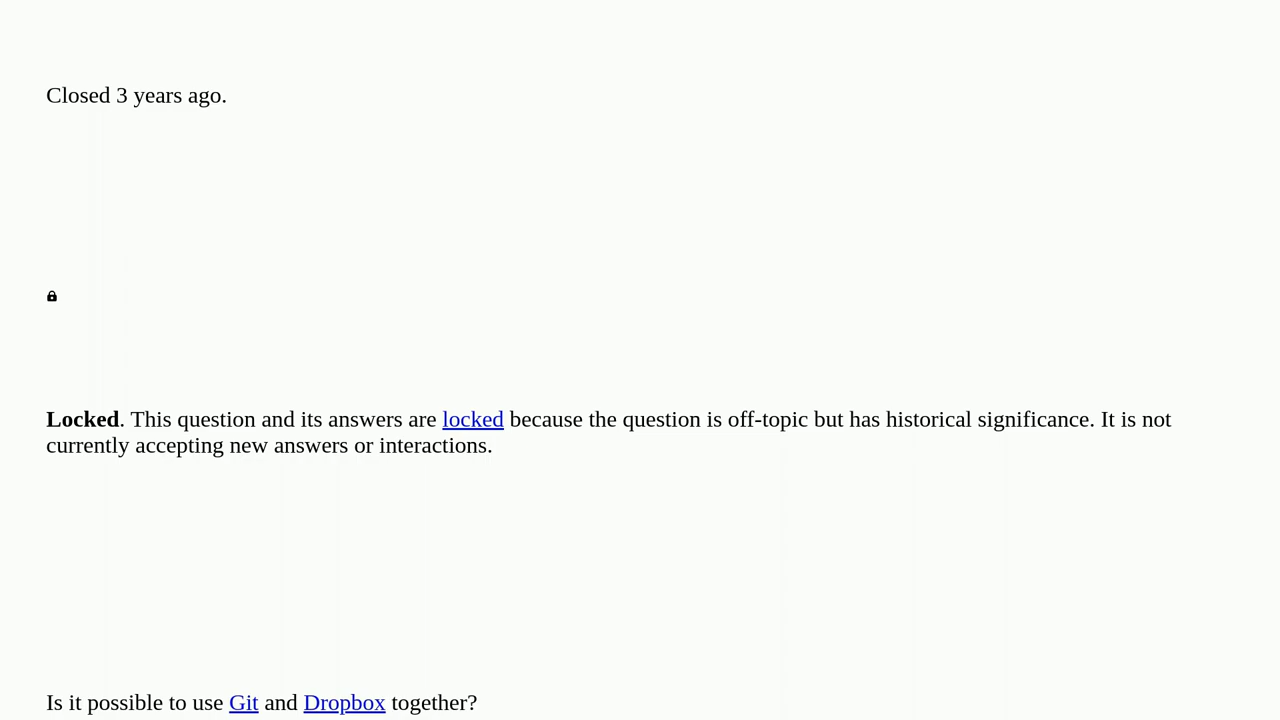 Closed 3 years ago.
Locked. This question and its answers are locked because the question is off-topic but has historical significance. It is not
currently accepting new answers or interactions.
Is it possible to use Git and Dropbox together?